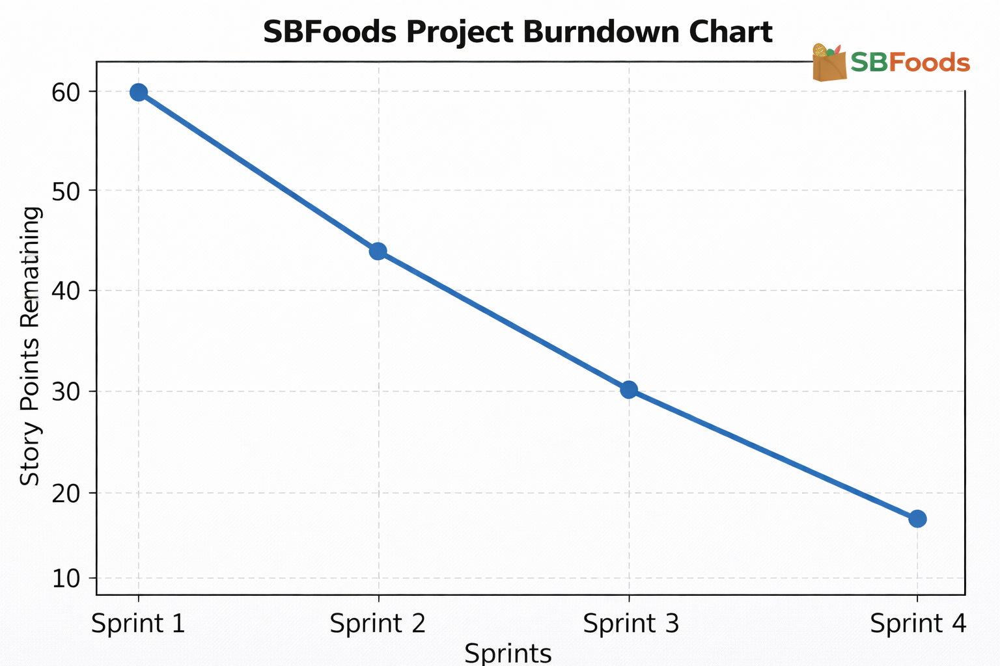 SBFoods Project Burndown Chart
SBFoods
60
50
40
30
20
10
Story Points Remaining
Sprint 1
Sprint 2
Sprint 3
Sprint 4
Sprints